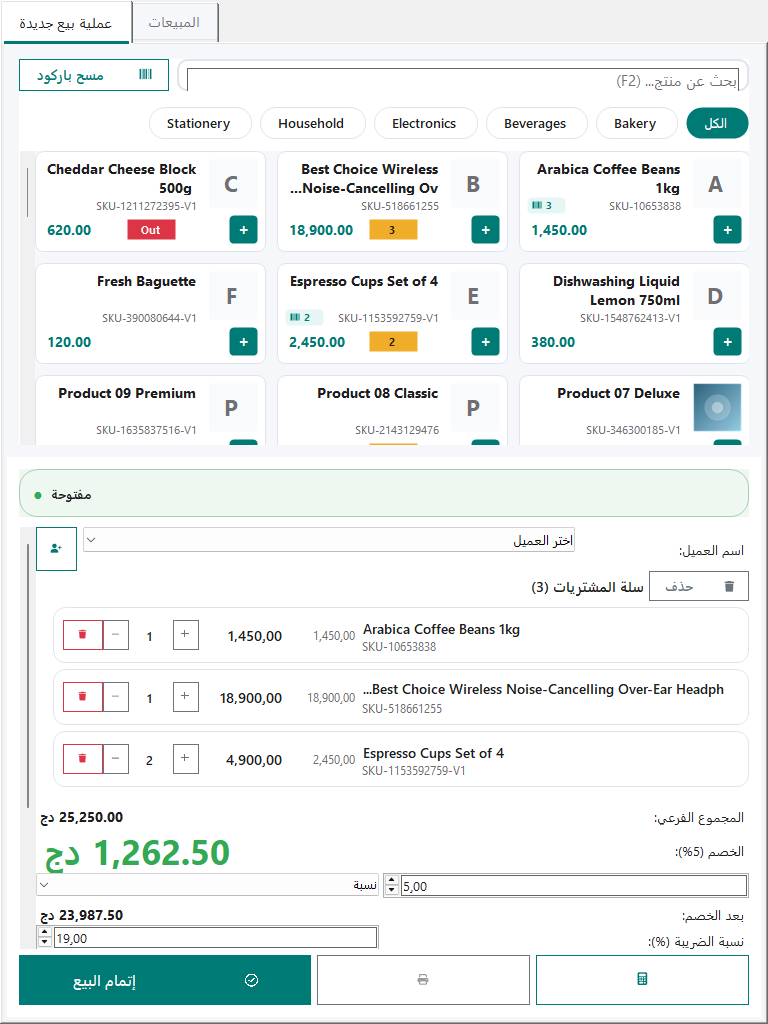 عملية بيع جديدة
المبيعات
بحث عن منتج... (F2)
مسح باركود
الكل
Bakery
Beverages
Electronics
Household
Stationery
A
Arabica Coffee Beans 1kg
SKU-10653838
3
1,450.00
+
B
Best Choice Wireless
...Noise-Cancelling Ov
SKU-518661255
18,900.00
3
+
C
Cheddar Cheese Block
500g
SKU-1211272395-V1
620.00
Out
+
D
Dishwashing Liquid
Lemon 750ml
SKU-1548762413-V1
380.00
+
E
Espresso Cups Set of 4
2
SKU-1153592759-V1
2,450.00
2
+
F
Fresh Baguette
SKU-390080644-V1
120.00
+
Product 07 Deluxe
SKU-346300185-V1
P
Product 08 Classic
SKU-2143129476
P
Product 09 Premium
SKU-1635837516-V1
مفتوحة
اسم العميل:
اختر العميل
حذف
سلة المشتريات (3)
Arabica Coffee Beans 1kg
SKU-10653838
1,450,00
1,450,00
+
1
−
...Best Choice Wireless Noise-Cancelling Over-Ear Headph
SKU-518661255
18,900,00
18,900,00
+
1
−
Espresso Cups Set of 4
SKU-1153592759-V1
2,450,00
4,900,00
+
2
−
المجموع الفرعي:
25,250.00 دج
الخصم (5%):
1,262.50 دج
5,00
نسبة
بعد الخصم:
23,987.50 دج
نسبة الضريبة (%):
19,00
إتمام البيع